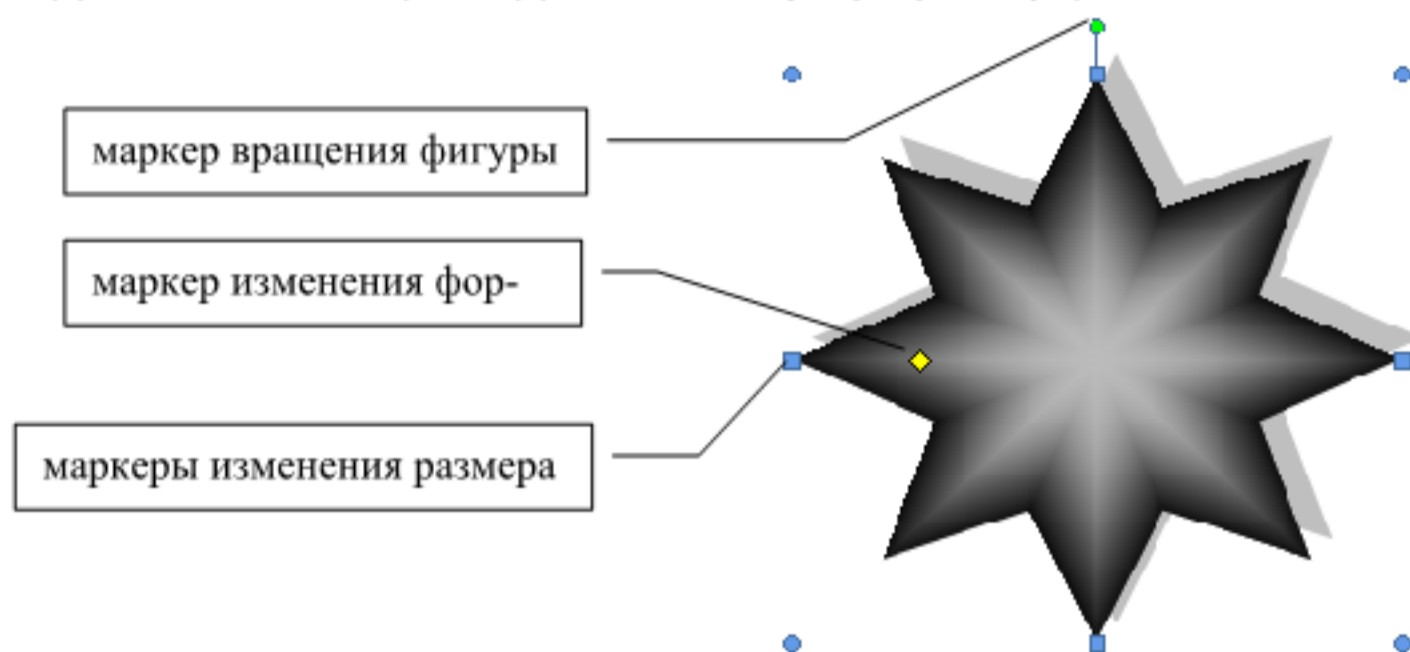 маркер вращения фигуры
маркер изменения фор-
маркеры изменения размера